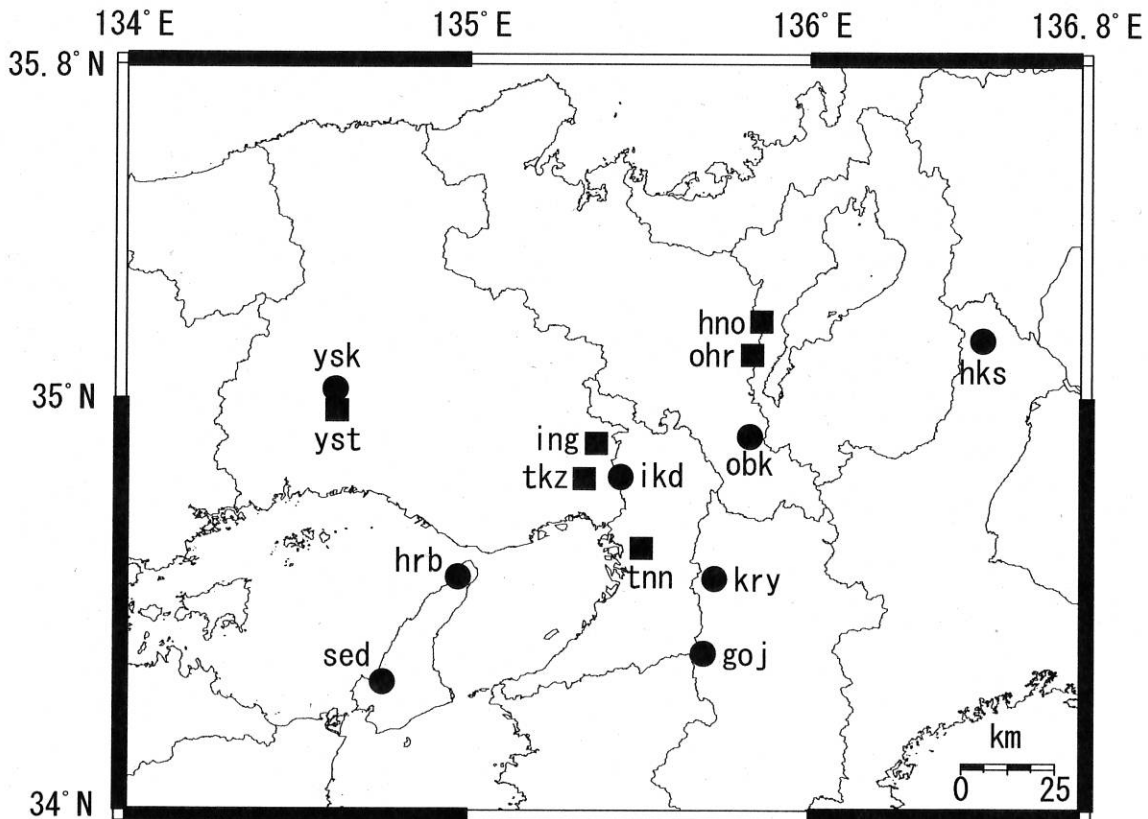 134°E 135°E 136°E 136.8°E
35.8°N
hno
ohr
ysk
hks
35°N
yst
ing
obk
tkz
ikd
hrb
tnn
kry
sed
goj
km
34°N
0 25